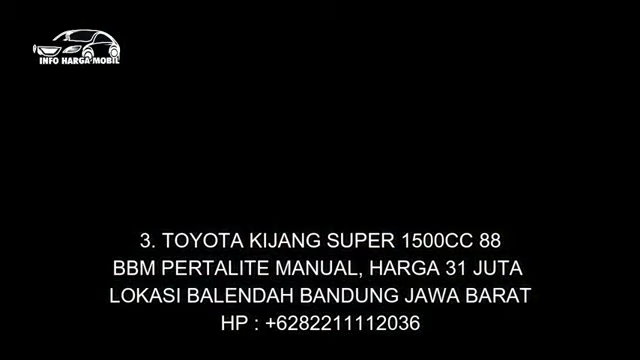 INFO HARGA MOBIL
3. TOYOTA KIJANG SUPER 1500CC 88
BBM PERTALITE MANUAL, HARGA 31 JUTA
LOKASI BALENDAH BANDUNG JAWA BARAT
HP : +6282211112036